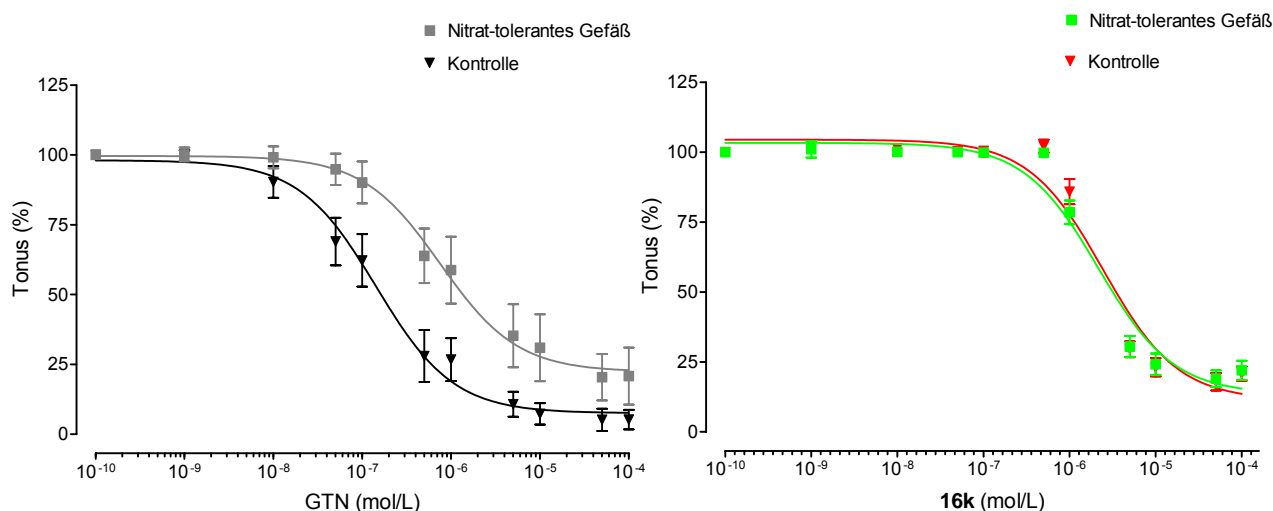 Nitrat-tolerantes Gefäß
Kontrolle
125
100
75
50
25
0
Tonus (%)
10⁻¹⁰ 10⁻⁹ 10⁻⁸ 10⁻⁷ 10⁻⁶ 10⁻⁵ 10⁻⁴
GTN (mol/L)
Nitrat-tolerantes Gefäß
Kontrolle
125
100
75
50
25
0
Tonus (%)
10⁻¹⁰ 10⁻⁹ 10⁻⁸ 10⁻⁷ 10⁻⁶ 10⁻⁵ 10⁻⁴
16k (mol/L)